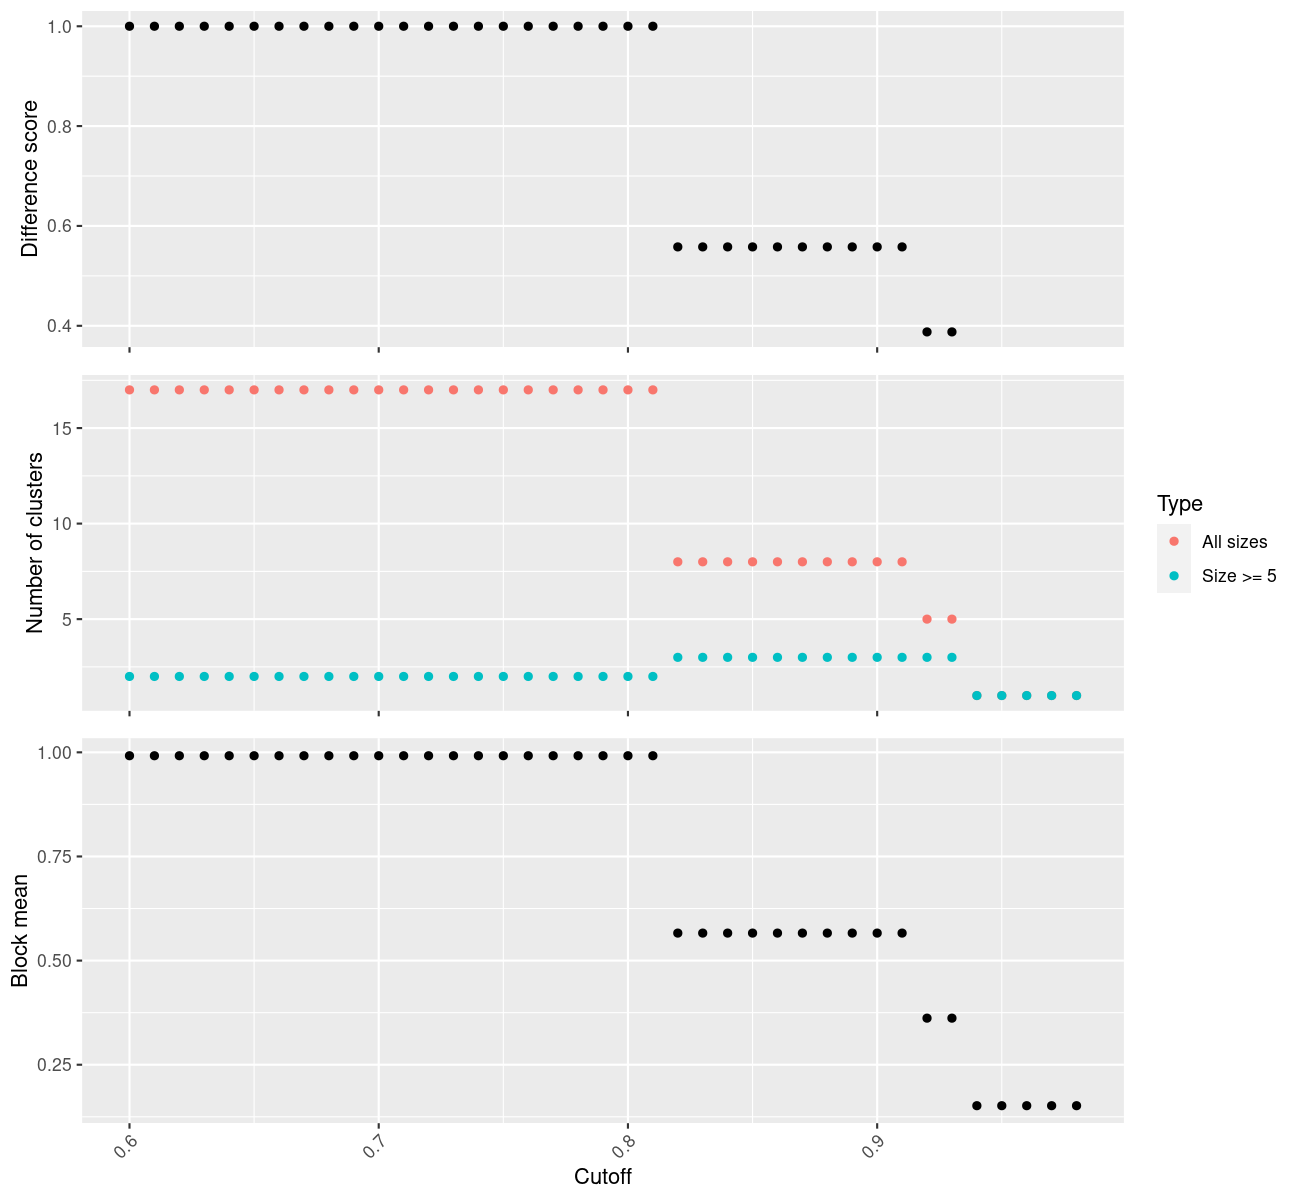 Difference score
1.0
0.8
0.6
0.4
Number of clusters
15
10
5
Type
All sizes
Size >= 5
Block mean
1.00
0.75
0.50
0.25
0.6
0.7
0.8
0.9
Cutoff